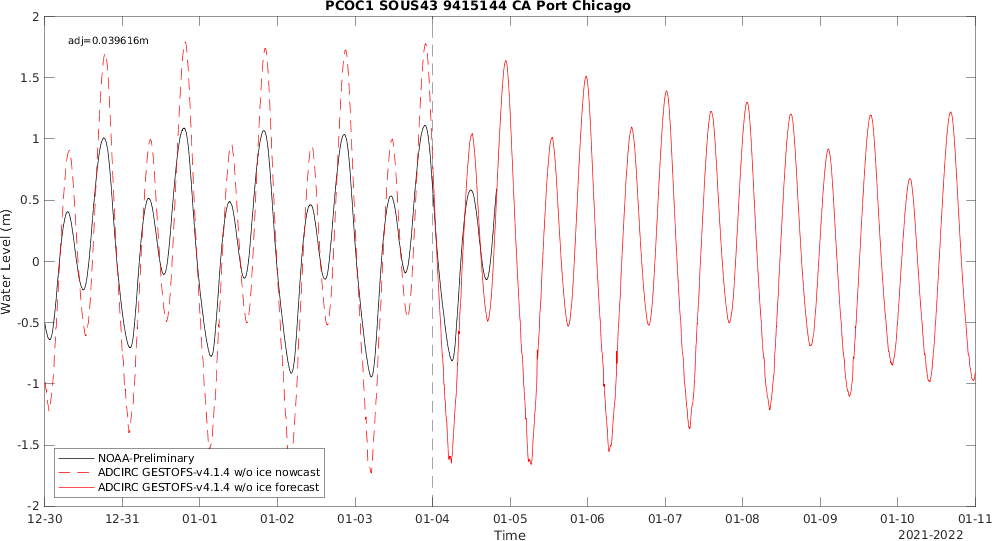 PCOC1 SOUS43 9415144 CA Port Chicago
adj=0.039616m
2
1.5
1
0.5
0
-0.5
-1
-1.5
-2
Water Level (m)
NOAA-Preliminary
ADCIRC GESTOFS-v4.1.4 w/o ice nowcast
ADCIRC GESTOFS-v4.1.4 w/o ice forecast
12-30 12-31 01-01 01-02 01-03 01-04 01-05 01-06 01-07 01-08 01-09 01-10 01-11
Time
2021-2022